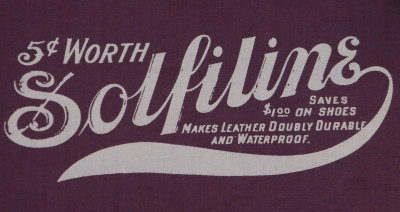 5¢ WORTH
Solfiline
SAVES
$1.00 ON SHOES
MAKES LEATHER DOUBLY DURABLE
AND WATERPROOF.